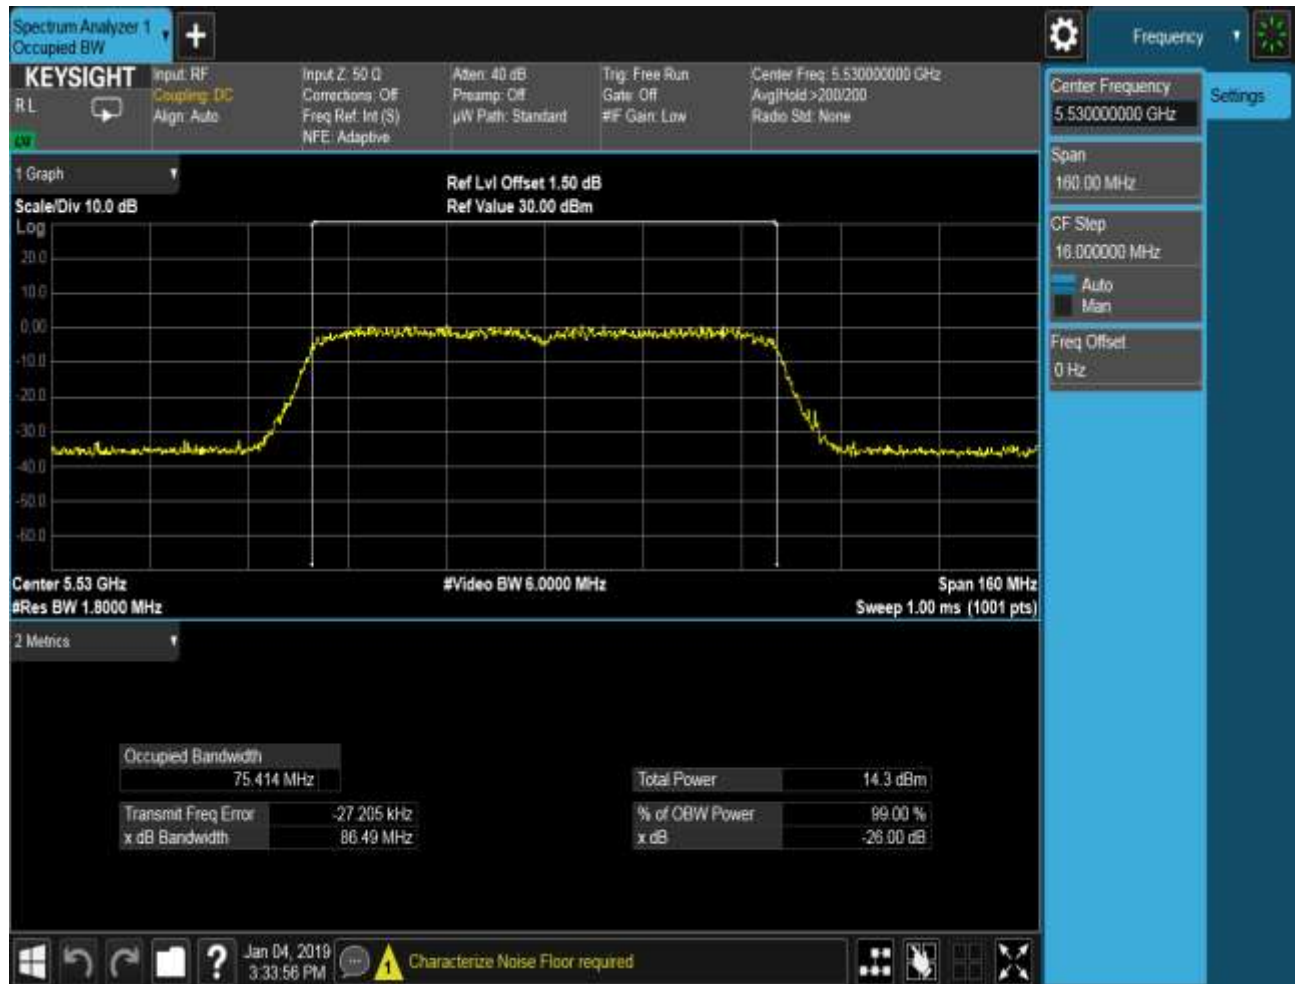 Spectrum Analyzer 1
Occupied BW
Frequency
KEYSIGHT
R L
Input: RF
Coupling: DC
Align: Auto
Input Z: 50 Ω
Corrections: Off
Freq Ref: Int (S)
NFE: Adaptive
Atten: 40 dB
Preamp: Off
µW Path: Standard
Trig: Free Run
Gate: Off
#IF Gain: Low
Center Freq: 5.530000000 GHz
Avg|Hold:>200/200
Radio Std: None
Center Frequency
5.530000000 GHz
Settings
Span
160.00 MHz
CF Step
16.000000 MHz
Auto
Man
Freq Offset
0 Hz
1 Graph
Scale/Div 10.0 dB
Ref Lvl Offset 1.50 dB
Ref Value 30.00 dBm
Log
20.0
10.0
0.00
-10.0
-20.0
-30.0
-40.0
-50.0
-60.0
Center 5.53 GHz
#Video BW 6.0000 MHz
Span 160 MHz
#Res BW 1.8000 MHz
Sweep 1.00 ms (1001 pts)
2 Metrics
Occupied Bandwidth
75.414 MHz
Total Power 14.3 dBm
Transmit Freq Error -27.205 kHz
% of OBW Power 99.00 %
x dB Bandwidth 86.49 MHz
x dB -26.00 dB
?
Jan 04, 2019
3:33:56 PM
1
Characterize Noise Floor required